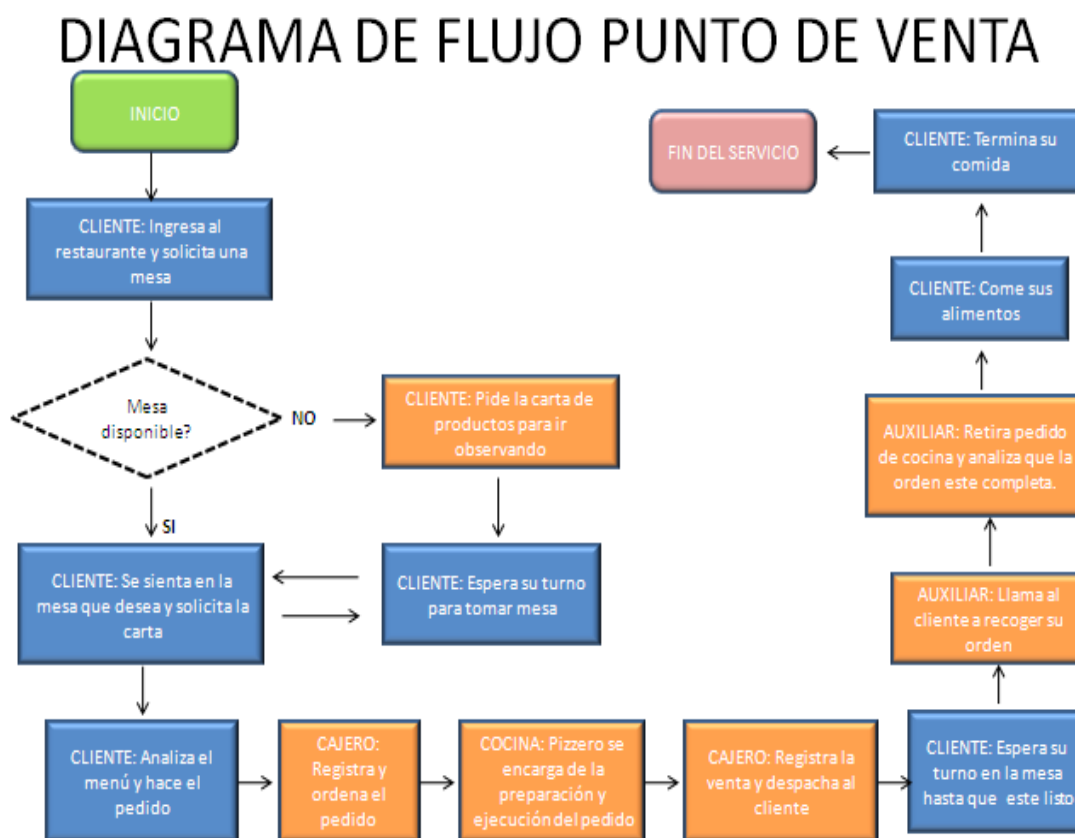 DIAGRAMA DE FLUJO PUNTO DE VENTA
INICIO
CLIENTE: Ingresa al
restaurante y solicita una
mesa
Mesa
disponible?
NO
CLIENTE: Pide la carta de
productos para ir
observando
SI
CLIENTE: Se sienta en la
mesa que desea y solicita la
carta
CLIENTE: Espera su turno
para tomar mesa
CLIENTE: Analiza el
menú y hace el
pedido
CAJERO:
Registra y
ordena el
pedido
COCINA: Pizzero se
encarga de la
preparación y
ejecución del pedido
CAJERO: Registra la
venta y despacha al
cliente
CLIENTE: Espera su
turno en la mesa
hasta que este listo
AUXILIAR: Llama al
cliente a recoger su
orden
AUXILIAR: Retira pedido
de cocina y analiza que la
orden este completa.
CLIENTE: Come sus
alimentos
CLIENTE: Termina su
comida
FIN DEL SERVICIO